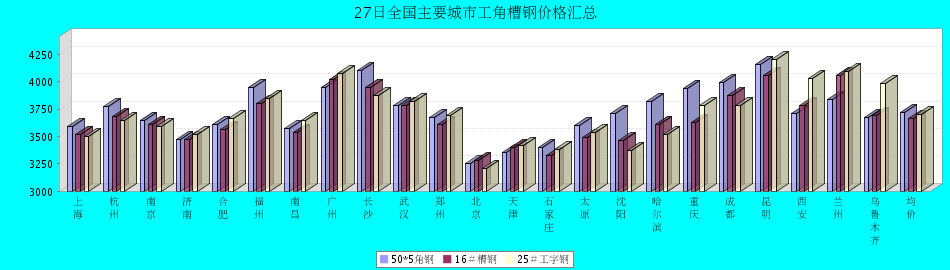 27日全国主要城市工角槽钢价格汇总
4250
4000
3750
3500
3250
3000
上海
杭州
南京
济南
合肥
福州
南昌
广州
长沙
武汉
郑州
北京
天津
石家庄
太原
沈阳
哈尔滨
重庆
成都
昆明
西安
兰州
乌鲁木齐
均价
50*5角钢 16#槽钢 25#工字钢